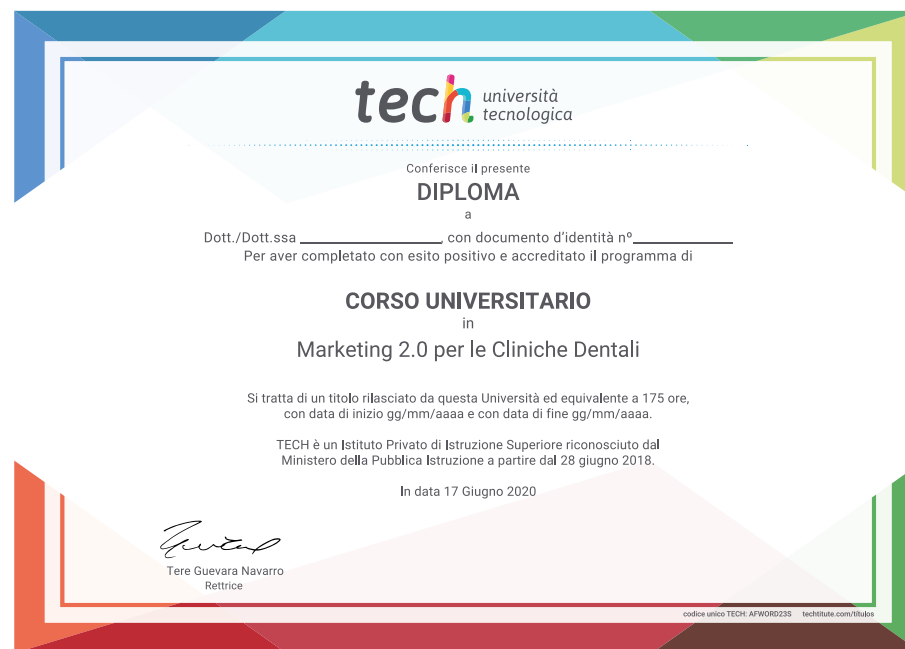 tech università
tecnologica
Conferisce il presente
DIPLOMA
a
Dott./Dott.ssa ________________, con documento d'identità nº____________
Per aver completato con esito positivo e accreditato il programma di
CORSO UNIVERSITARIO
in
Marketing 2.0 per le Cliniche Dentali
Si tratta di un titolo rilasciato da questa Università ed equivalente a 175 ore,
con data di inizio gg/mm/aaaa e con data di fine gg/mm/aaaa.
TECH è un Istituto Privato di Istruzione Superiore riconosciuto dal
Ministero della Pubblica Istruzione a partire dal 28 giugno 2018.
In data 17 Giugno 2020
Tere Guevara Navarro
Rettrice
codice unico TECH: AFWORD23S techtitute.com/títulos